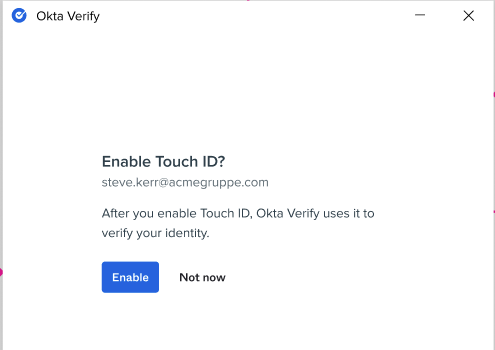 Okta Verify
Enable Touch ID?
steve.kerr@acmegruppe.com
After you enable Touch ID, Okta Verify uses it to
verify your identity.
Enable
Not now